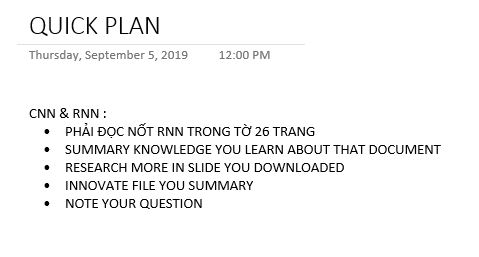 QUICK PLAN
Thursday, September 5, 2019 12:00 PM
CNN & RNN :
• PHẢI ĐỌC NỐT RNN TRONG TỜ 26 TRANG
• SUMMARY KNOWLEDGE YOU LEARN ABOUT THAT DOCUMENT
• RESEARCH MORE IN SLIDE YOU DOWNLOADED
• INNOVATE FILE YOU SUMMARY
• NOTE YOUR QUESTION